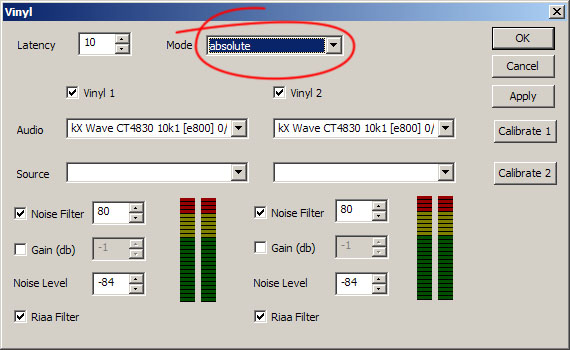 Vinyl
Latency 10 Mode absolute OK
Cancel
Vinyl 1 Vinyl 2 Apply
Audio kX Wave CT4830 10k1 [e800] 0/ kX Wave CT4830 10k1 [e800] 0/ Calibrate 1
Source Calibrate 2
Noise Filter 80 Noise Filter 80
Gain (db) -1 Gain (db) -1
Noise Level -84 Noise Level -84
Riaa Filter Riaa Filter